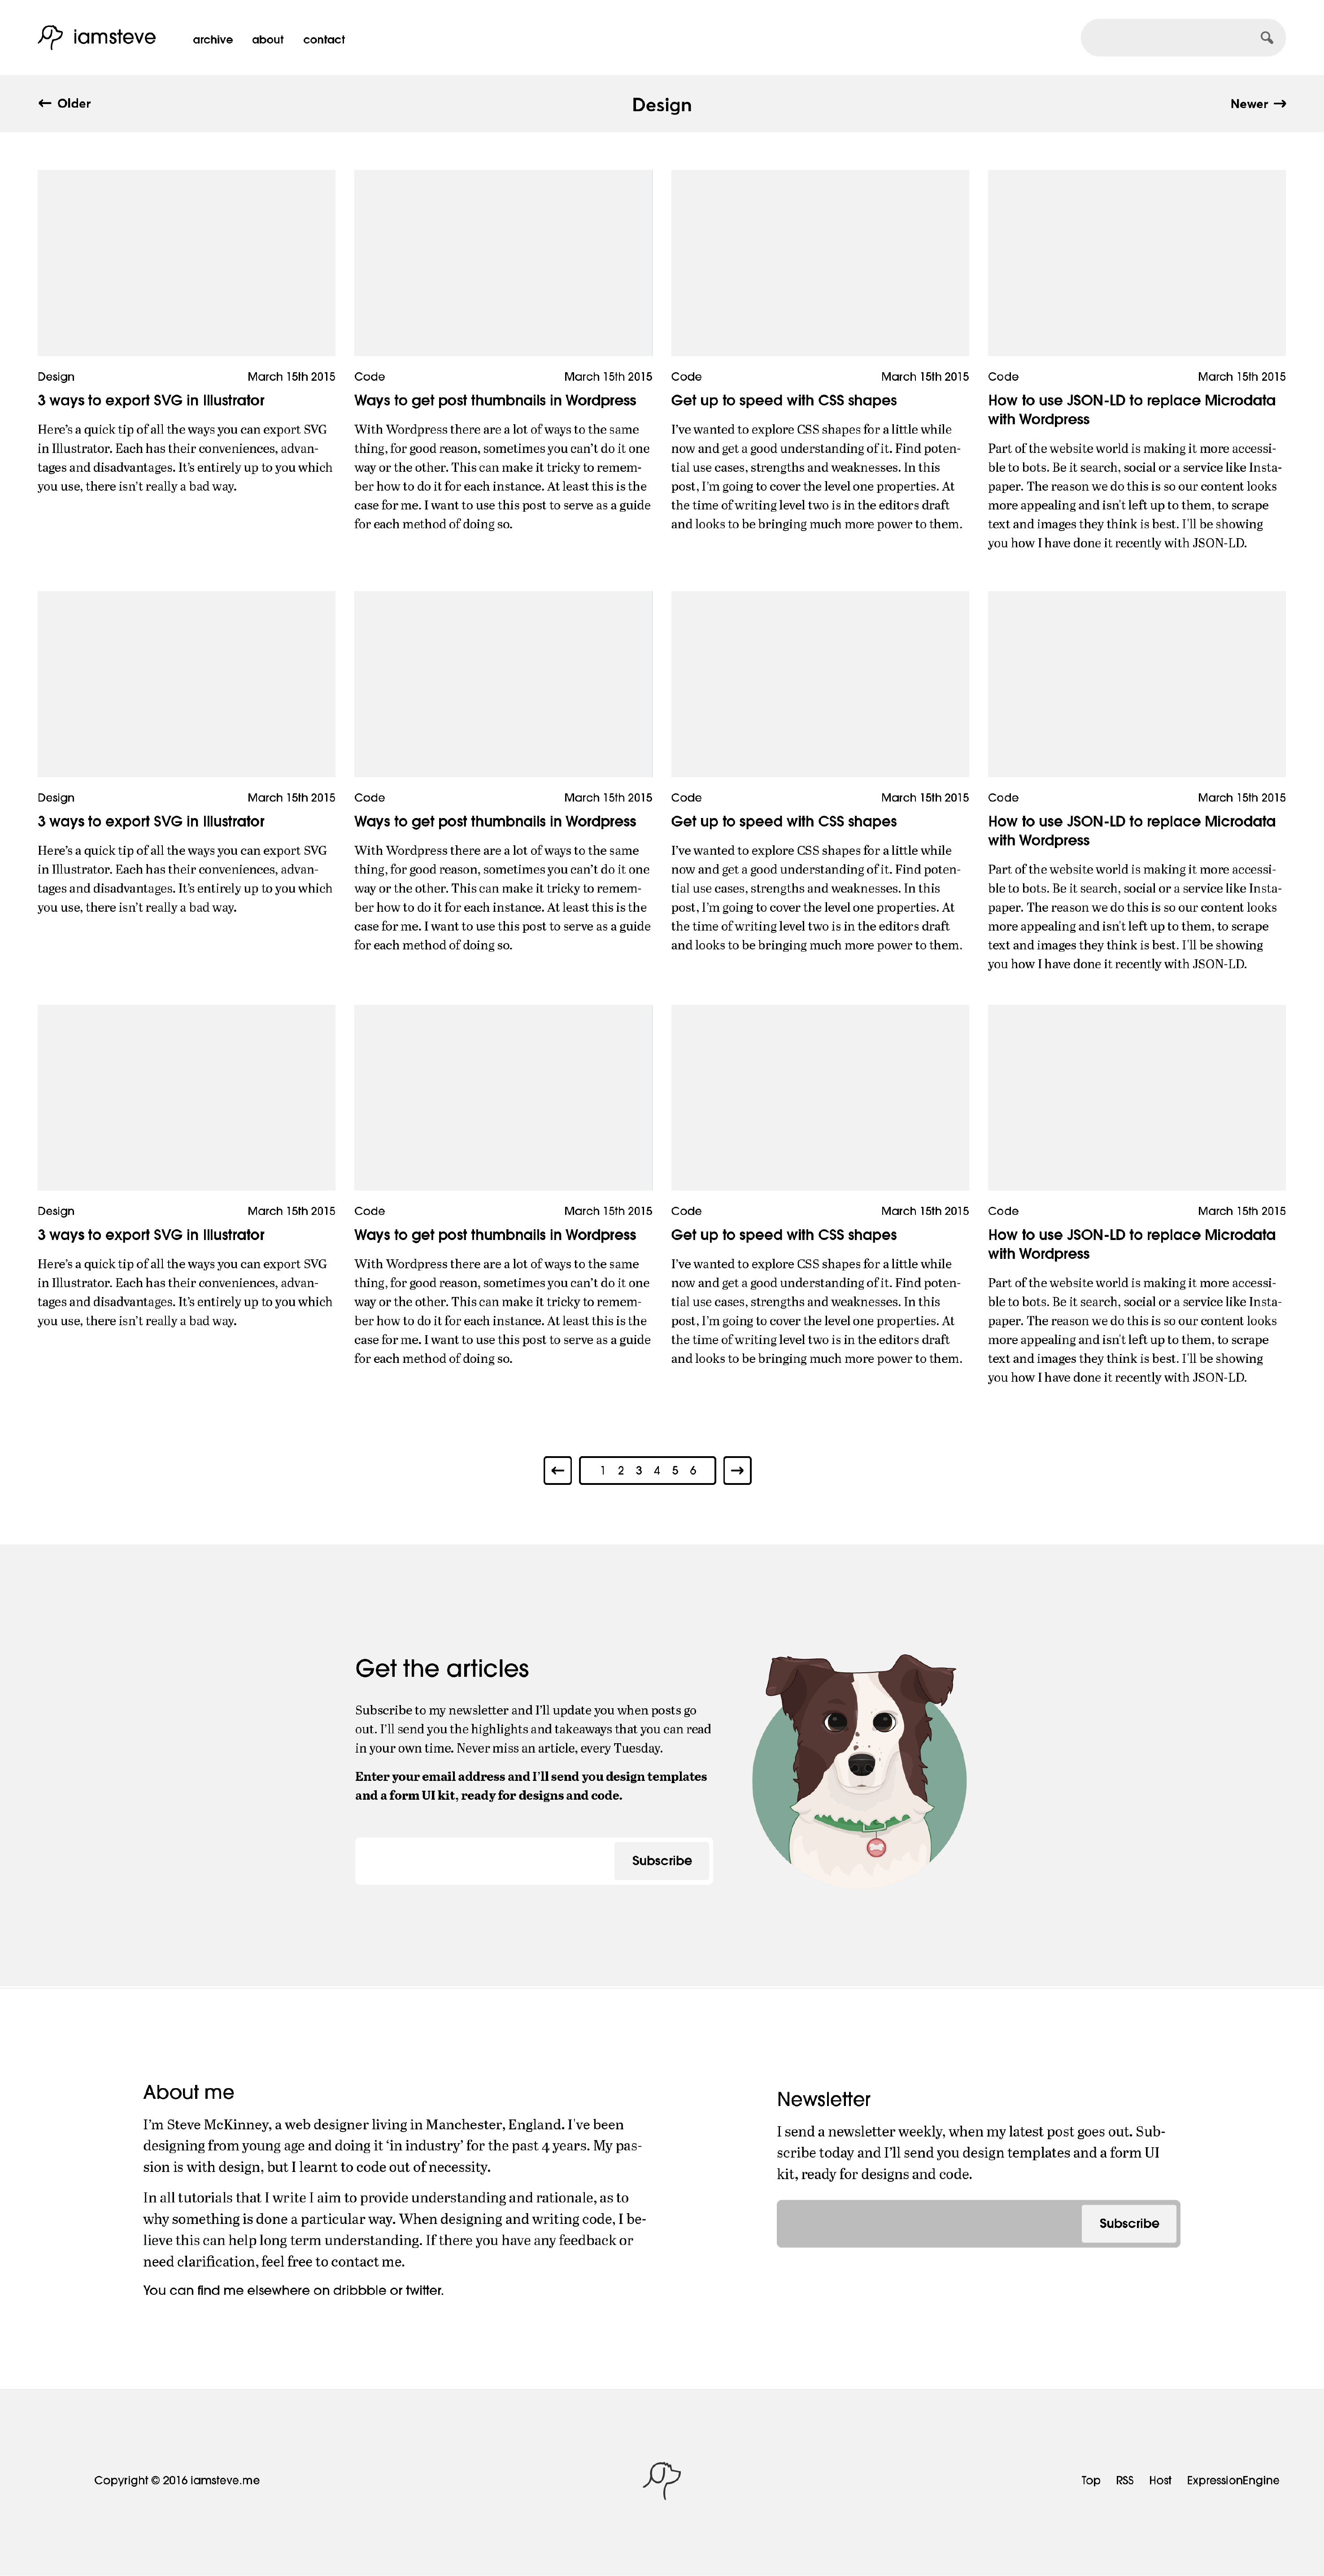 iamsteve
archive about contact
← Older
Design
Newer →
Design March 15th 2015
3 ways to export SVG in Illustrator
Here’s a quick tip of all the ways you can export SVG
in Illustrator. Each has their conveniences, advan-
tages and disadvantages. It’s entirely up to you which
you use, there isn’t really a bad way.
Code March 15th 2015
Ways to get post thumbnails in Wordpress
With Wordpress there are a lot of ways to the same
thing, for good reason, sometimes you can’t do it one
way or the other. This can make it tricky to remem-
ber how to do it for each instance. At least this is the
case for me. I want to use this post to serve as a guide
for each method of doing so.
Code March 15th 2015
Get up to speed with CSS shapes
I’ve wanted to explore CSS shapes for a little while
now and get a good understanding of it. Find poten-
tial use cases, strengths and weaknesses. In this
post, I’m going to cover the level one properties. At
the time of writing level two is in the editors draft
and looks to be bringing much more power to them.
Code March 15th 2015
How to use JSON-LD to replace Microdata
with Wordpress
Part of the website world is making it more accessi-
ble to bots. Be it search, social or a service like Insta-
paper. The reason we do this is so our content looks
more appealing and isn't left up to them, to scrape
text and images they think is best. I'll be showing
you how I have done it recently with JSON-LD.
Design March 15th 2015
3 ways to export SVG in Illustrator
Here’s a quick tip of all the ways you can export SVG
in Illustrator. Each has their conveniences, advan-
tages and disadvantages. It’s entirely up to you which
you use, there isn’t really a bad way.
Code March 15th 2015
Ways to get post thumbnails in Wordpress
With Wordpress there are a lot of ways to the same
thing, for good reason, sometimes you can’t do it one
way or the other. This can make it tricky to remem-
ber how to do it for each instance. At least this is the
case for me. I want to use this post to serve as a guide
for each method of doing so.
Code March 15th 2015
Get up to speed with CSS shapes
I’ve wanted to explore CSS shapes for a little while
now and get a good understanding of it. Find poten-
tial use cases, strengths and weaknesses. In this
post, I’m going to cover the level one properties. At
the time of writing level two is in the editors draft
and looks to be bringing much more power to them.
Code March 15th 2015
How to use JSON-LD to replace Microdata
with Wordpress
Part of the website world is making it more accessi-
ble to bots. Be it search, social or a service like Insta-
paper. The reason we do this is so our content looks
more appealing and isn't left up to them, to scrape
text and images they think is best. I'll be showing
you how I have done it recently with JSON-LD.
Design March 15th 2015
3 ways to export SVG in Illustrator
Here’s a quick tip of all the ways you can export SVG
in Illustrator. Each has their conveniences, advan-
tages and disadvantages. It’s entirely up to you which
you use, there isn’t really a bad way.
Code March 15th 2015
Ways to get post thumbnails in Wordpress
With Wordpress there are a lot of ways to the same
thing, for good reason, sometimes you can’t do it one
way or the other. This can make it tricky to remem-
ber how to do it for each instance. At least this is the
case for me. I want to use this post to serve as a guide
for each method of doing so.
Code March 15th 2015
Get up to speed with CSS shapes
I’ve wanted to explore CSS shapes for a little while
now and get a good understanding of it. Find poten-
tial use cases, strengths and weaknesses. In this
post, I’m going to cover the level one properties. At
the time of writing level two is in the editors draft
and looks to be bringing much more power to them.
Code March 15th 2015
How to use JSON-LD to replace Microdata
with Wordpress
Part of the website world is making it more accessi-
ble to bots. Be it search, social or a service like Insta-
paper. The reason we do this is so our content looks
more appealing and isn't left up to them, to scrape
text and images they think is best. I'll be showing
you how I have done it recently with JSON-LD.
← 1 2 3 4 5 6 →
Get the articles
Subscribe to my newsletter and I’ll update you when posts go
out. I’ll send you the highlights and takeaways that you can read
in your own time. Never miss an article, every Tuesday.
Enter your email address and I’ll send you design templates
and a form UI kit, ready for designs and code.
Subscribe
About me
I’m Steve McKinney, a web designer living in Manchester, England. I've been
designing from young age and doing it ‘in industry’ for the past 4 years. My pas-
sion is with design, but I learnt to code out of necessity.
In all tutorials that I write I aim to provide understanding and rationale, as to
why something is done a particular way. When designing and writing code, I be-
lieve this can help long term understanding. If there you have any feedback or
need clarification, feel free to contact me.
You can find me elsewhere on dribbble or twitter.
Newsletter
I send a newsletter weekly, when my latest post goes out. Sub-
scribe today and I’ll send you design templates and a form UI
kit, ready for designs and code.
Subscribe
Copyright © 2016 iamsteve.me
Top RSS Host ExpressionEngine